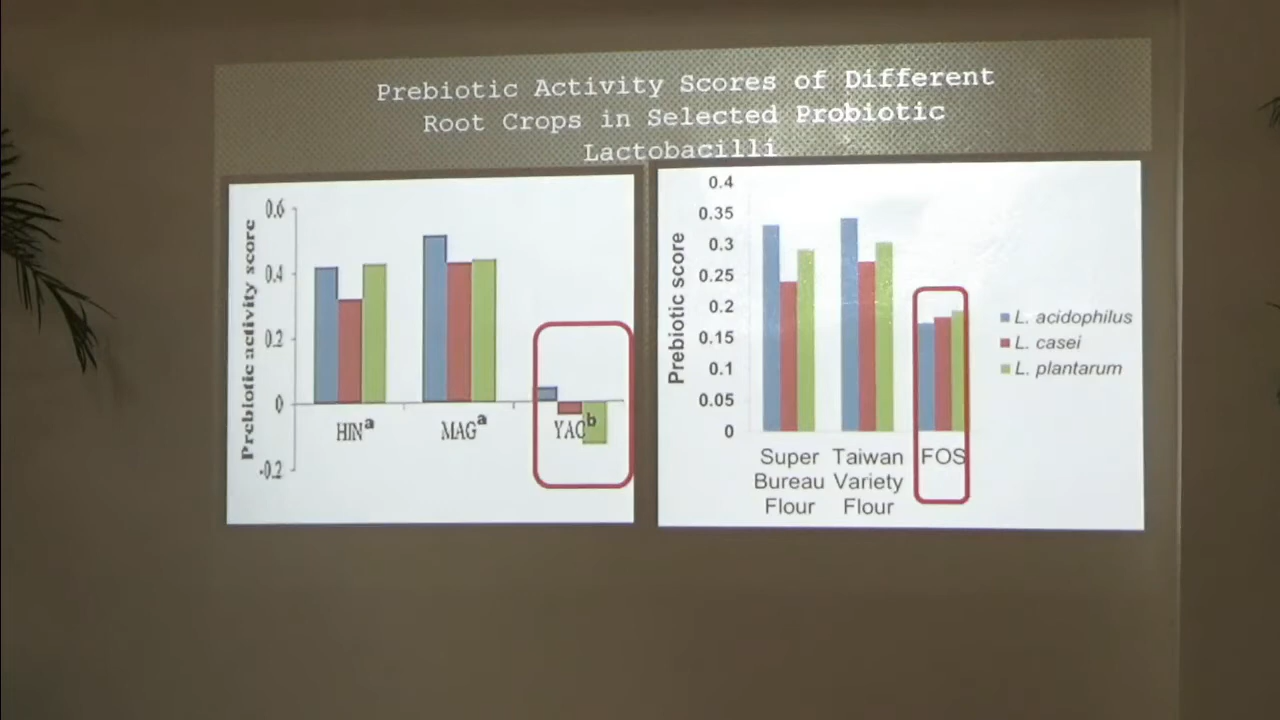 Prebiotic Activity Scores of Different
Root Crops in Selected Probiotic
Lactobacilli
Prebiotic activity score
0.6
0.4
0.2
0
-0.2
HINᵃ
MAGᵃ
YACᵇ
Prebiotic score
0.4
0.35
0.3
0.25
0.2
0.15
0.1
0.05
0
Super
Bureau
Flour
Taiwan
Variety
Flour
FOS
L. acidophilus
L. casei
L. plantarum